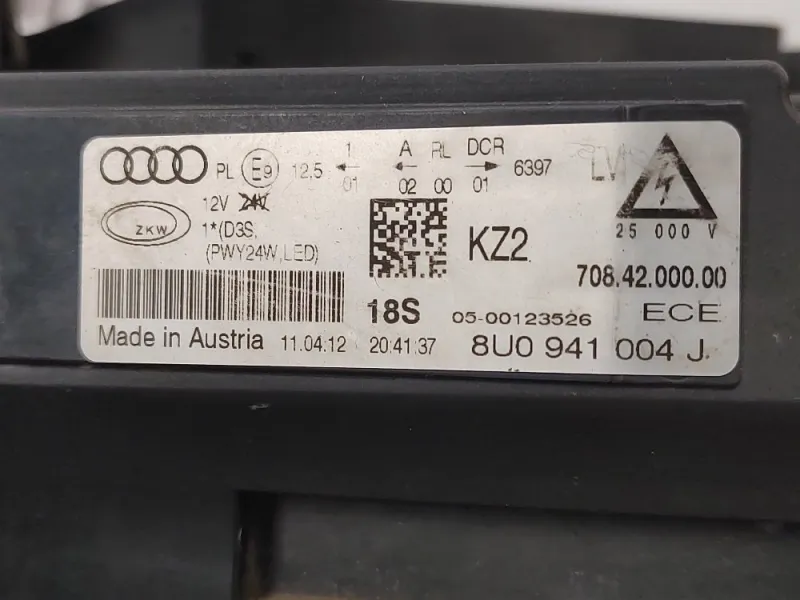 PL E9 12,5 1 01 A 02 RL 00 DCR 01 6397 LV
12V 24V
ZKW 1*(D3S,
(PWY24W,LED)
KZ2
25 000 V
708.42.000.00
18S 05-00123526 ECE
Made in Austria 11.04.12 20:41:37 8U0 941 004 J